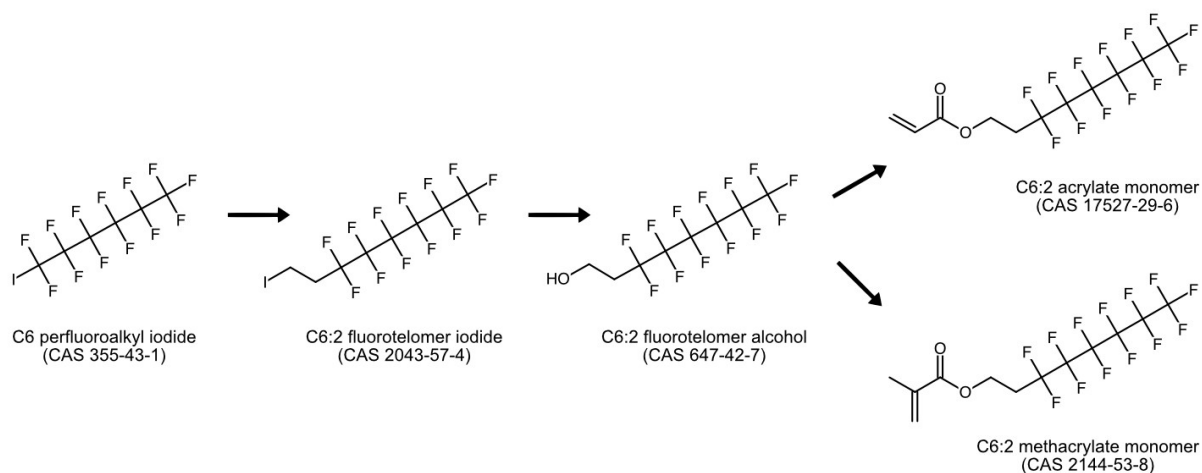 C6 perfluoroalkyl iodide
(CAS 355-43-1)
C6:2 fluorotelomer iodide
(CAS 2043-57-4)
C6:2 fluorotelomer alcohol
(CAS 647-42-7)
C6:2 acrylate monomer
(CAS 17527-29-6)
C6:2 methacrylate monomer
(CAS 2144-53-8)
I
F
F
F
F
F
F
F
F
F
F
F
F
F
I
F
F
F
F
F
F
F
F
F
F
F
F
F
HO
F
F
F
F
F
F
F
F
F
F
F
F
F
O
O
F
F
F
F
F
F
F
F
F
F
F
F
F
O
O
F
F
F
F
F
F
F
F
F
F
F
F
F